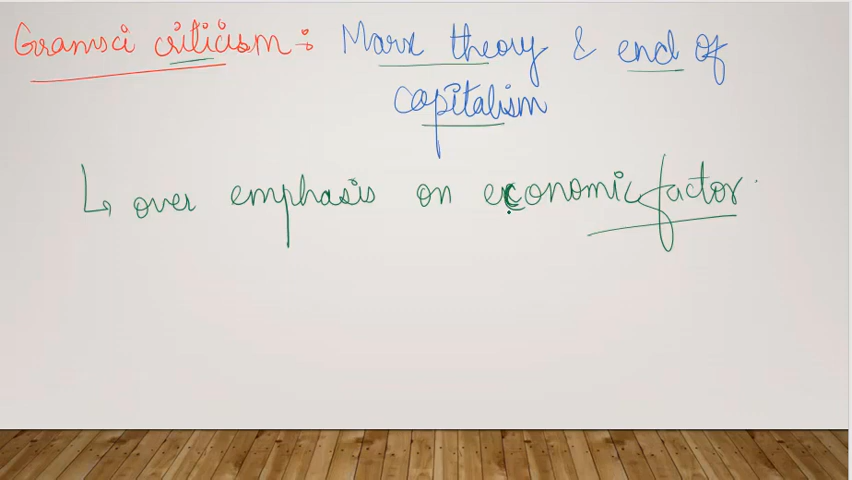 Gramsci criticism:- Marx theory & end of
capitalism
↳ over emphasis on economic factor.